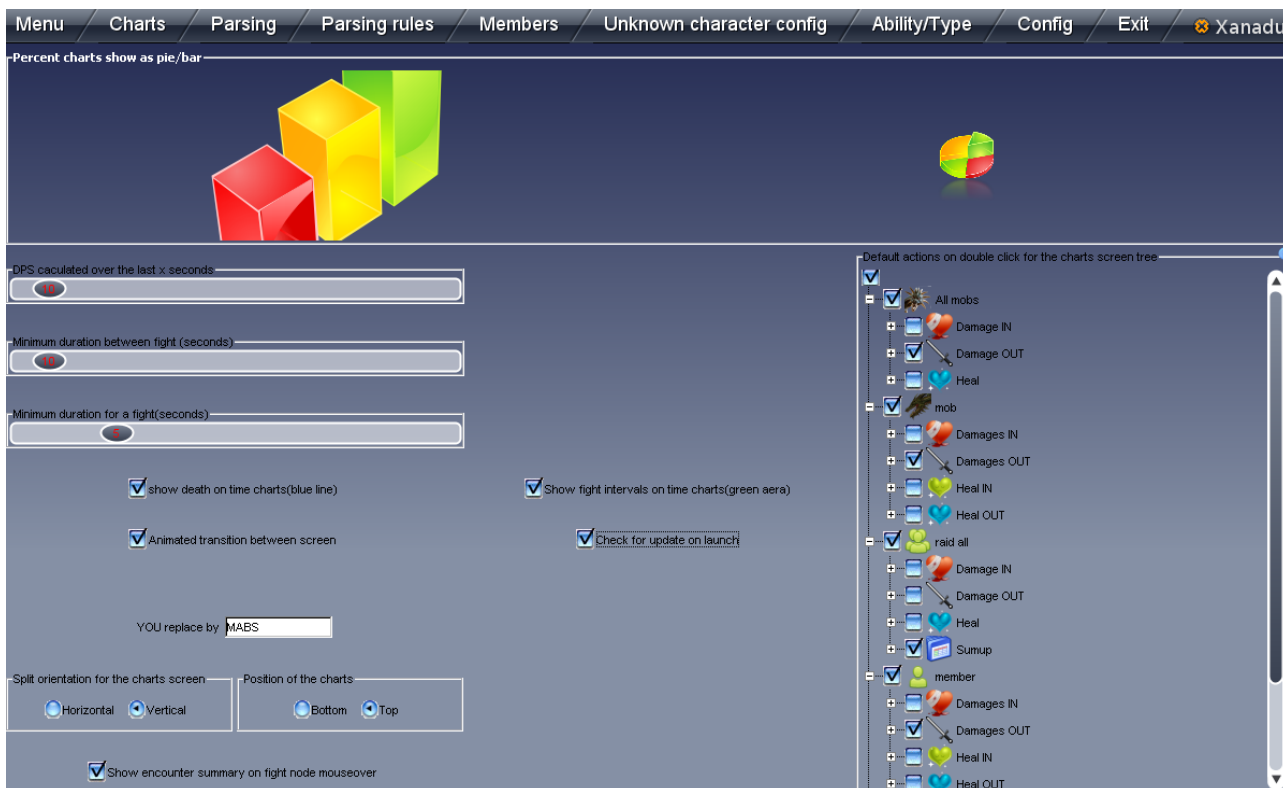 Menu Charts Parsing Parsing rules Members Unknown character config Ability/Type Config Exit Xanadu
Percent charts show as pie/bar
DPS caculated over the last x seconds
10
Minimum duration between fight (seconds)
10
Minimum duration for a fight(seconds)
5
show death on time charts(blue line)
Show fight intervals on time charts(green aera)
Animated transition between screen
Check for update on launch
YOU replace by MABS
Split orientation for the charts screen
Horizontal Vertical
Position of the charts
Bottom Top
Show encounter summary on fight node mouseover
Default actions on double click for the charts screen tree
All mobs
Damage IN
Damage OUT
Heal
mob
Damages IN
Damages OUT
Heal IN
Heal OUT
raid all
Damage IN
Damage OUT
Heal
Sumup
member
Damages IN
Damages OUT
Heal IN
Heal OUT